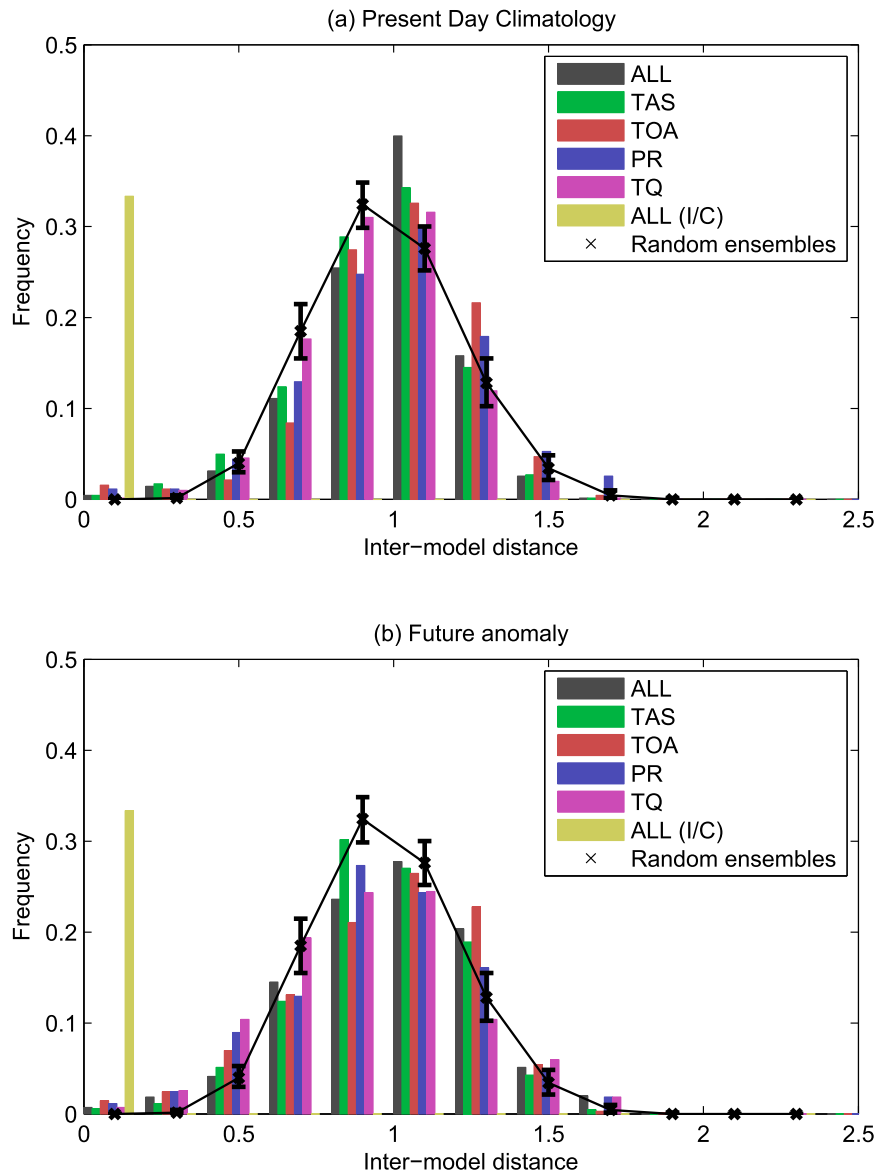 (a) Present Day Climatology
0.5
0.4
0.3
0.2
0.1
0
Frequency
ALL
TAS
TOA
PR
TQ
ALL (I/C)
Random ensembles
0 0.5 1 1.5 2 2.5
Inter−model distance
(b) Future anomaly
0.5
0.4
0.3
0.2
0.1
0
Frequency
ALL
TAS
TOA
PR
TQ
ALL (I/C)
Random ensembles
0 0.5 1 1.5 2 2.5
Inter−model distance